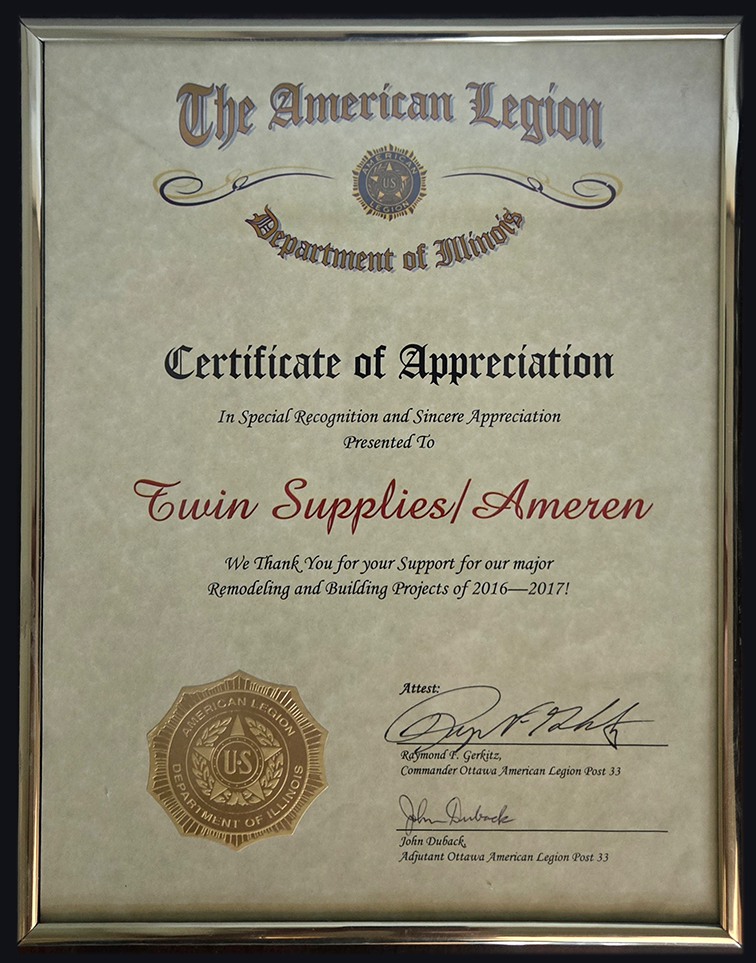 The American Legion
AMERICAN
US
LEGION
Department of Illinois
Certificate of Appreciation
In Special Recognition and Sincere Appreciation
Presented To
Twin Supplies/Ameren
We Thank You for your Support for our major
Remodeling and Building Projects of 2016—2017!
AMERICAN LEGION
U·S
DEPARTMENT OF ILLINOIS
Attest:
Raymond F. Gerkitz,
Commander Ottawa American Legion Post 33
John Duback
John Duback,
Adjutant Ottawa American Legion Post 33